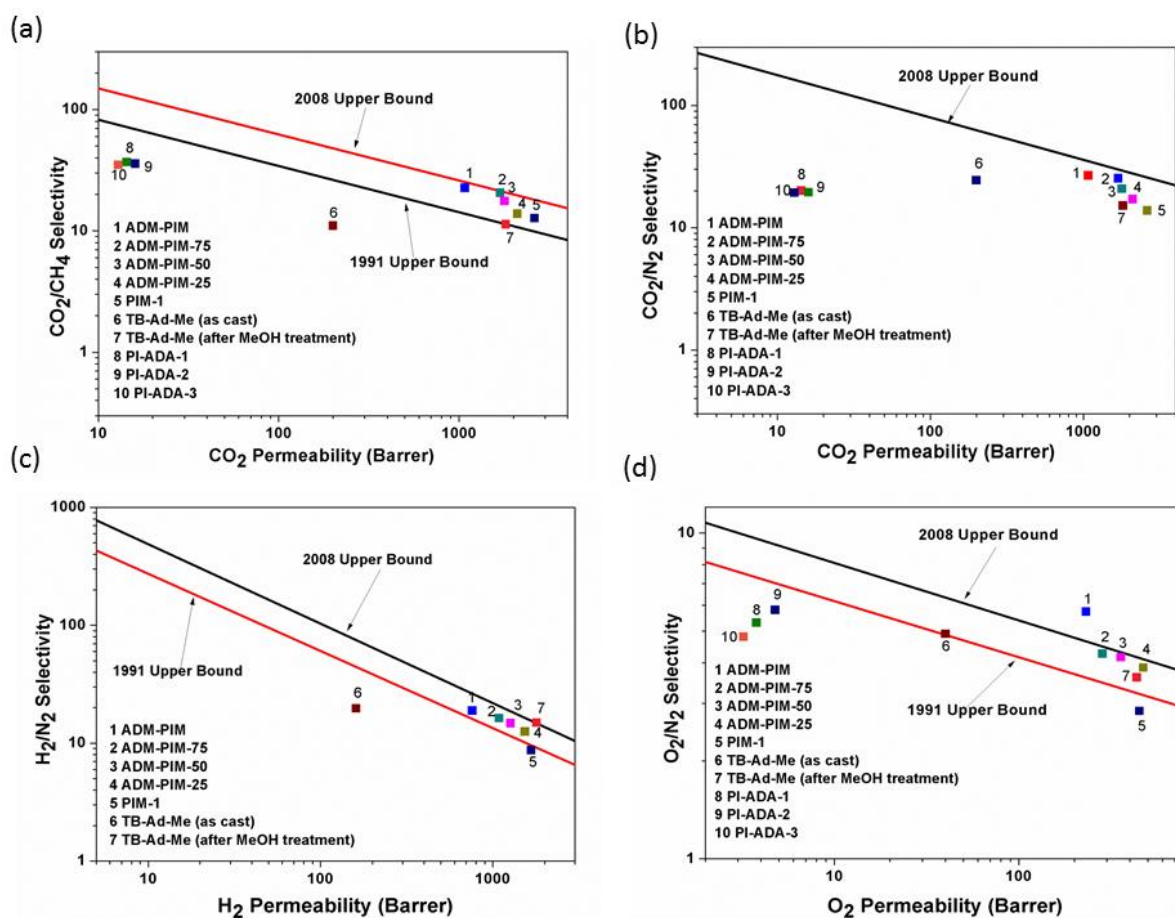 (a)
2008 Upper Bound
1991 Upper Bound
CO2/CH4 Selectivity
100
10
1
8
9
10
1
2
3
4
5
6
7
1 ADM-PIM
2 ADM-PIM-75
3 ADM-PIM-50
4 ADM-PIM-25
5 PIM-1
6 TB-Ad-Me (as cast)
7 TB-Ad-Me (after MeOH treatment)
8 PI-ADA-1
9 PI-ADA-2
10 PI-ADA-3
10 100 1000
CO2 Permeability (Barrer)
(b)
2008 Upper Bound
CO2/N2 Selectivity
100
10
1
10
8
9
6
1
2
3
4
7
5
1 ADM-PIM
2 ADM-PIM-75
3 ADM-PIM-50
4 ADM-PIM-25
5 PIM-1
6 TB-Ad-Me (as cast)
7 TB-Ad-Me (after MeOH treatment)
8 PI-ADA-1
9 PI-ADA-2
10 PI-ADA-3
10 100 1000
CO2 Permeability (Barrer)
(c)
2008 Upper Bound
1991 Upper Bound
H2/N2 Selectivity
1000
100
10
1
6
1
2
3
7
4
5
1 ADM-PIM
2 ADM-PIM-75
3 ADM-PIM-50
4 ADM-PIM-25
5 PIM-1
6 TB-Ad-Me (as cast)
7 TB-Ad-Me (after MeOH treatment)
10 100 1000
H2 Permeability (Barrer)
(d)
2008 Upper Bound
1991 Upper Bound
O2/N2 Selectivity
10
1
10
8
9
6
1
2
3
4
7
5
1 ADM-PIM
2 ADM-PIM-75
3 ADM-PIM-50
4 ADM-PIM-25
5 PIM-1
6 TB-Ad-Me (as cast)
7 TB-Ad-Me (after MeOH treatment)
8 PI-ADA-1
9 PI-ADA-2
10 PI-ADA-3
10 100
O2 Permeability (Barrer)